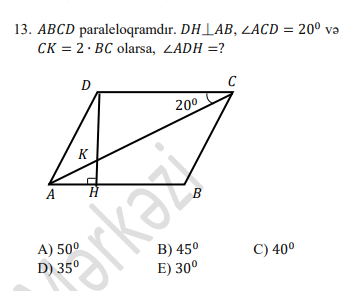 13. ABCD paraleloqramdır. DH⊥AB, ∠ACD = 20⁰ və
CK = 2 · BC olarsa, ∠ADH =?
D
C
20⁰
K
A
H
B
Mərkəzi
A) 50⁰ B) 45⁰ C) 40⁰
D) 35⁰ E) 30⁰